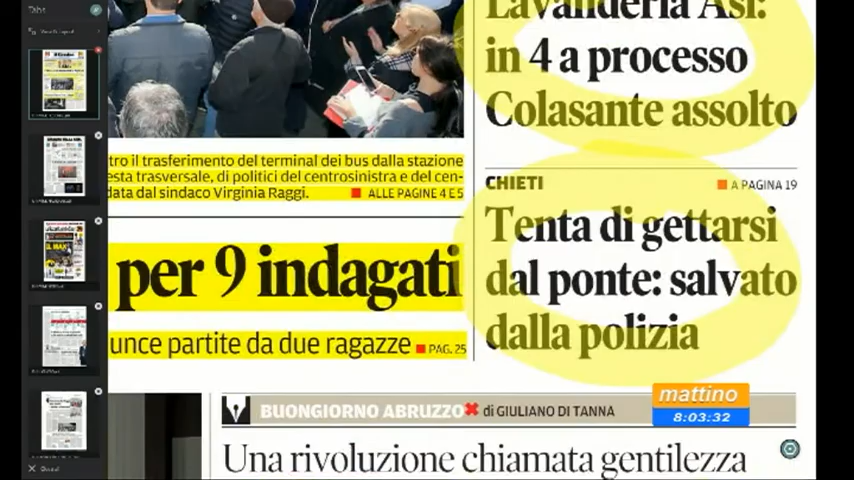 Tabs
Lavanderia Asi:
in 4 a processo
Colasante assolto
tro il trasferimento del terminal dei bus dalla stazione
esta trasversale, di politici del centrosinistra e del cen-
data dal sindaco Virginia Raggi. ALLE PAGINE 4 E 5
CHIETI A PAGINA 19
Tenta di gettarsi
dal ponte: salvato
dalla polizia
per 9 indagati
unce partite da due ragazze PAG. 25
mattino
8:03:32
BUONGIORNO ABRUZZO di GIULIANO DI TANNA
Una rivoluzione chiamata gentilezza